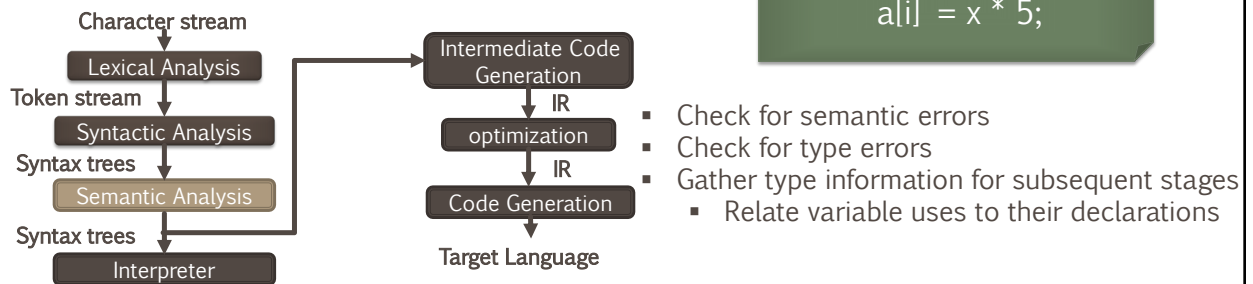 Character stream
Lexical Analysis
Token stream
Syntactic Analysis
Syntax trees
Semantic Analysis
Syntax trees
Interpreter
Intermediate Code
Generation
IR
optimization
IR
Code Generation
Target Language
a[i] = x * 5;
▪ Check for semantic errors
▪ Check for type errors
▪ Gather type information for subsequent stages
▪ Relate variable uses to their declarations